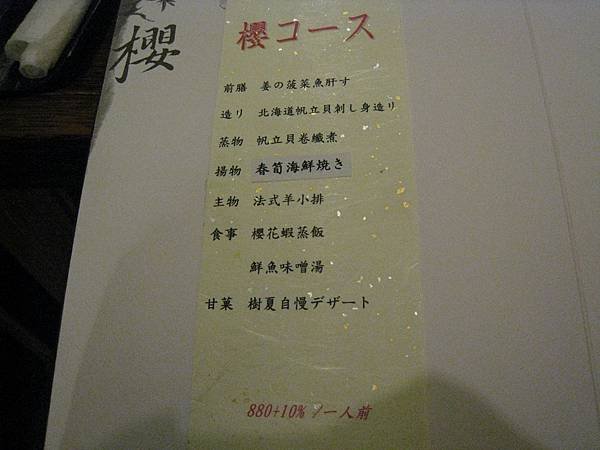 櫻
櫻コース
前膳 姜の菠菜魚肝す
造り 北海道帆立貝刺し身造り
蒸物 帆立貝卷纖煮
揚物 春筍海鮮焼き
主物 法式羊小排
食事 櫻花蝦蒸飯
鮮魚味噌湯
甘菓 樹夏自慢デザート
880+10% /一人前